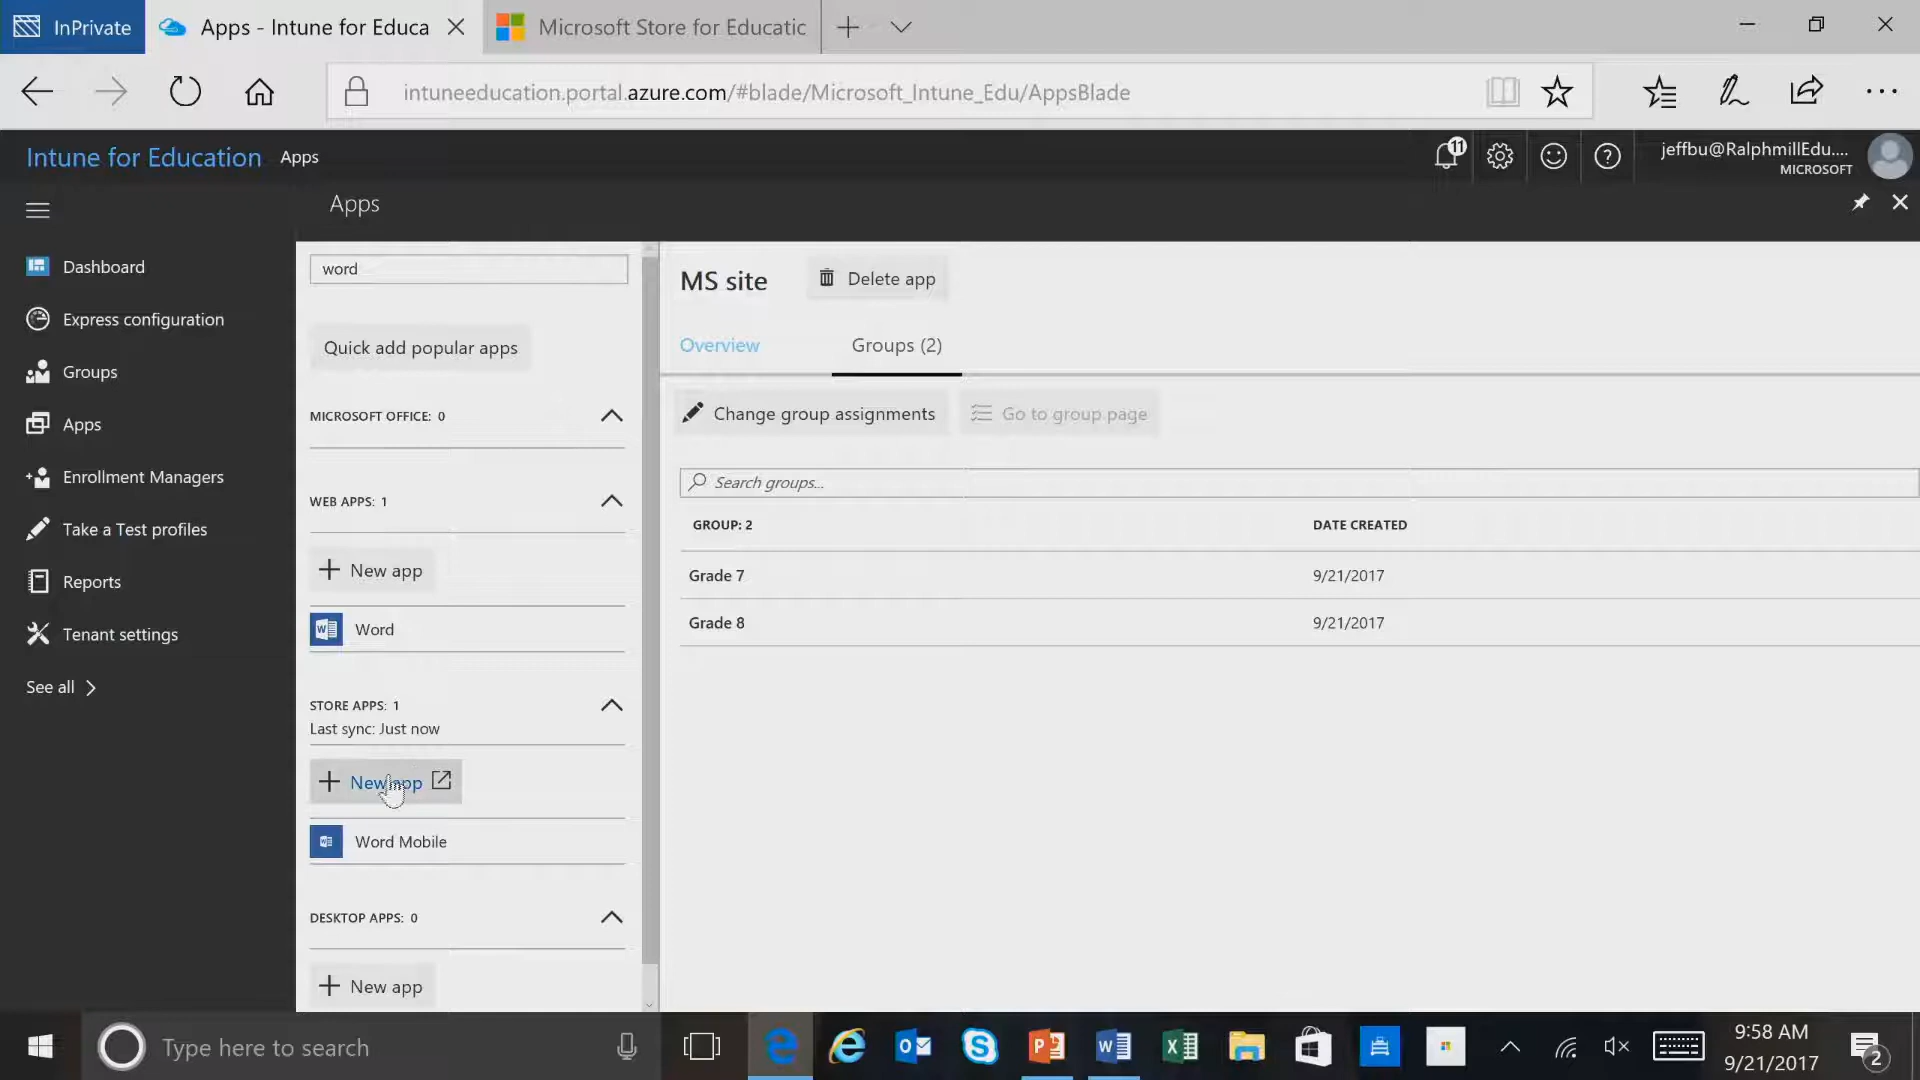 InPrivate
Apps - Intune for Educa
Microsoft Store for Educatic
intuneeducation.portal.azure.com/#blade/Microsoft_Intune_Edu/AppsBlade
Intune for Education
Apps
11
jeffbu@RalphmillEdu....
MICROSOFT
Apps
Dashboard
Express configuration
Groups
Apps
Enrollment Managers
Take a Test profiles
Reports
Tenant settings
See all
word
Quick add popular apps
MICROSOFT OFFICE: 0
WEB APPS: 1
New app
Word
STORE APPS: 1
Last sync: Just now
New app
Word Mobile
DESKTOP APPS: 0
New app
MS site
Delete app
Overview
Groups (2)
Change group assignments
Go to group page
Search groups...
GROUP: 2
DATE CREATED
Grade 7
9/21/2017
Grade 8
9/21/2017
Type here to search
9:58 AM
9/21/2017
2